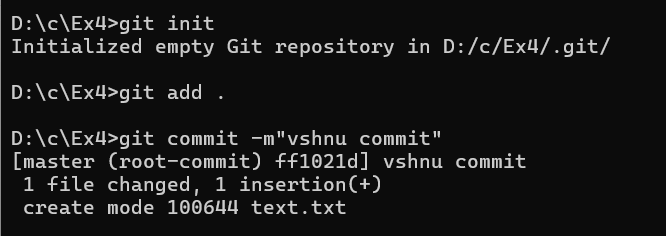 D:\c\Ex4>git init
Initialized empty Git repository in D:/c/Ex4/.git/
D:\c\Ex4>git add .
D:\c\Ex4>git commit -m"vshnu commit"
[master (root-commit) ff1021d] vshnu commit
 1 file changed, 1 insertion(+)
 create mode 100644 text.txt